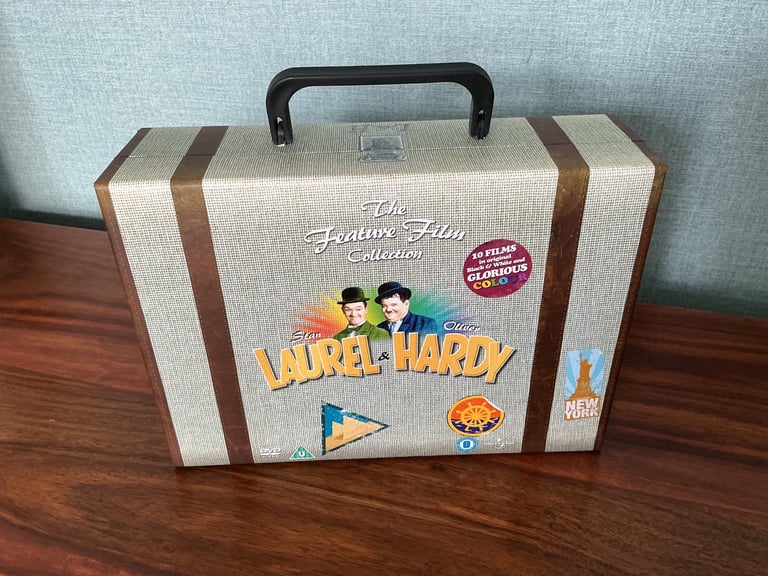 The
Feature Film
Collection
10 FILMS
in original
Black & White and
GLORIOUS
COLOUR
Stan
Oliver
LAUREL & HARDY
DVD
U
NEW
YORK